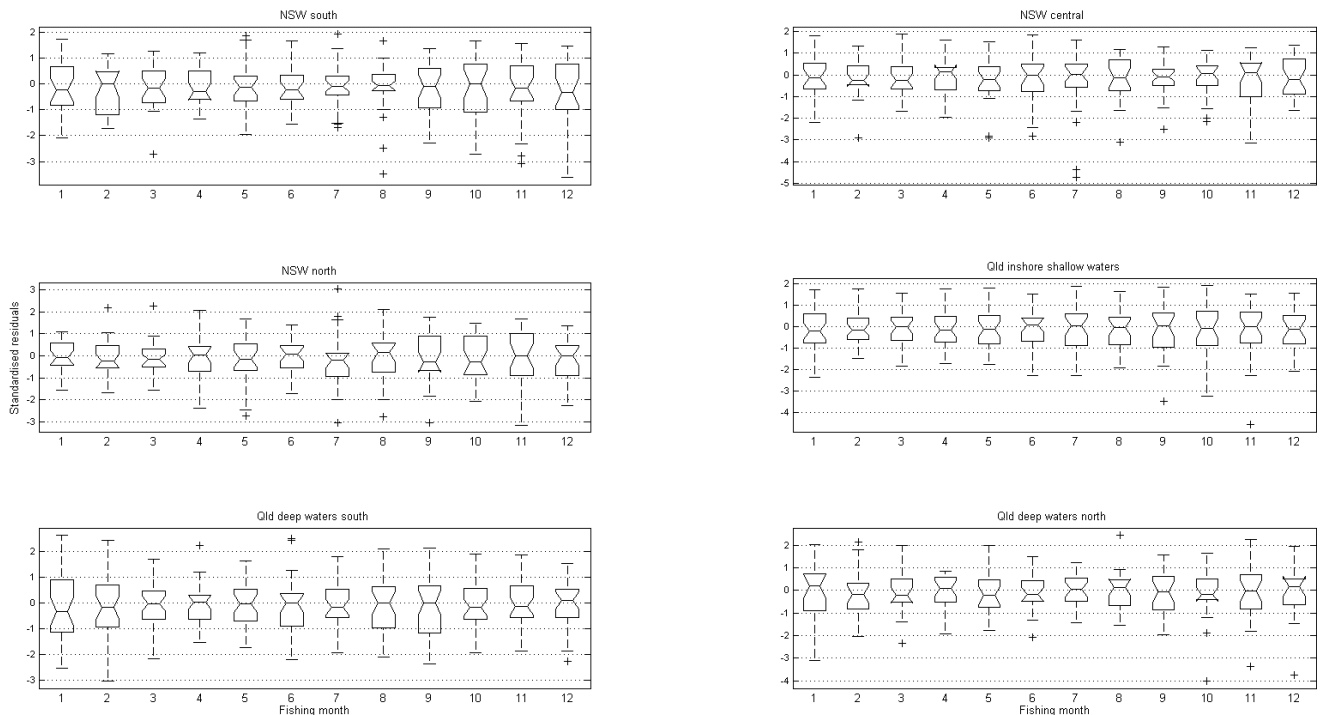 NSW south
2
1
0
-1
-2
-3
1 2 3 4 5 6 7 8 9 10 11 12
NSW central
2
1
0
-1
-2
-3
-4
-5
1 2 3 4 5 6 7 8 9 10 11 12
NSW north
3
2
1
0
-1
-2
-3
Standardised residuals
1 2 3 4 5 6 7 8 9 10 11 12
Qld inshore shallow waters
2
1
0
-1
-2
-3
-4
1 2 3 4 5 6 7 8 9 10 11 12
Qld deep waters south
2
1
0
-1
-2
-3
1 2 3 4 5 6 7 8 9 10 11 12
Fishing month
Qld deep waters north
2
1
0
-1
-2
-3
-4
1 2 3 4 5 6 7 8 9 10 11 12
Fishing month